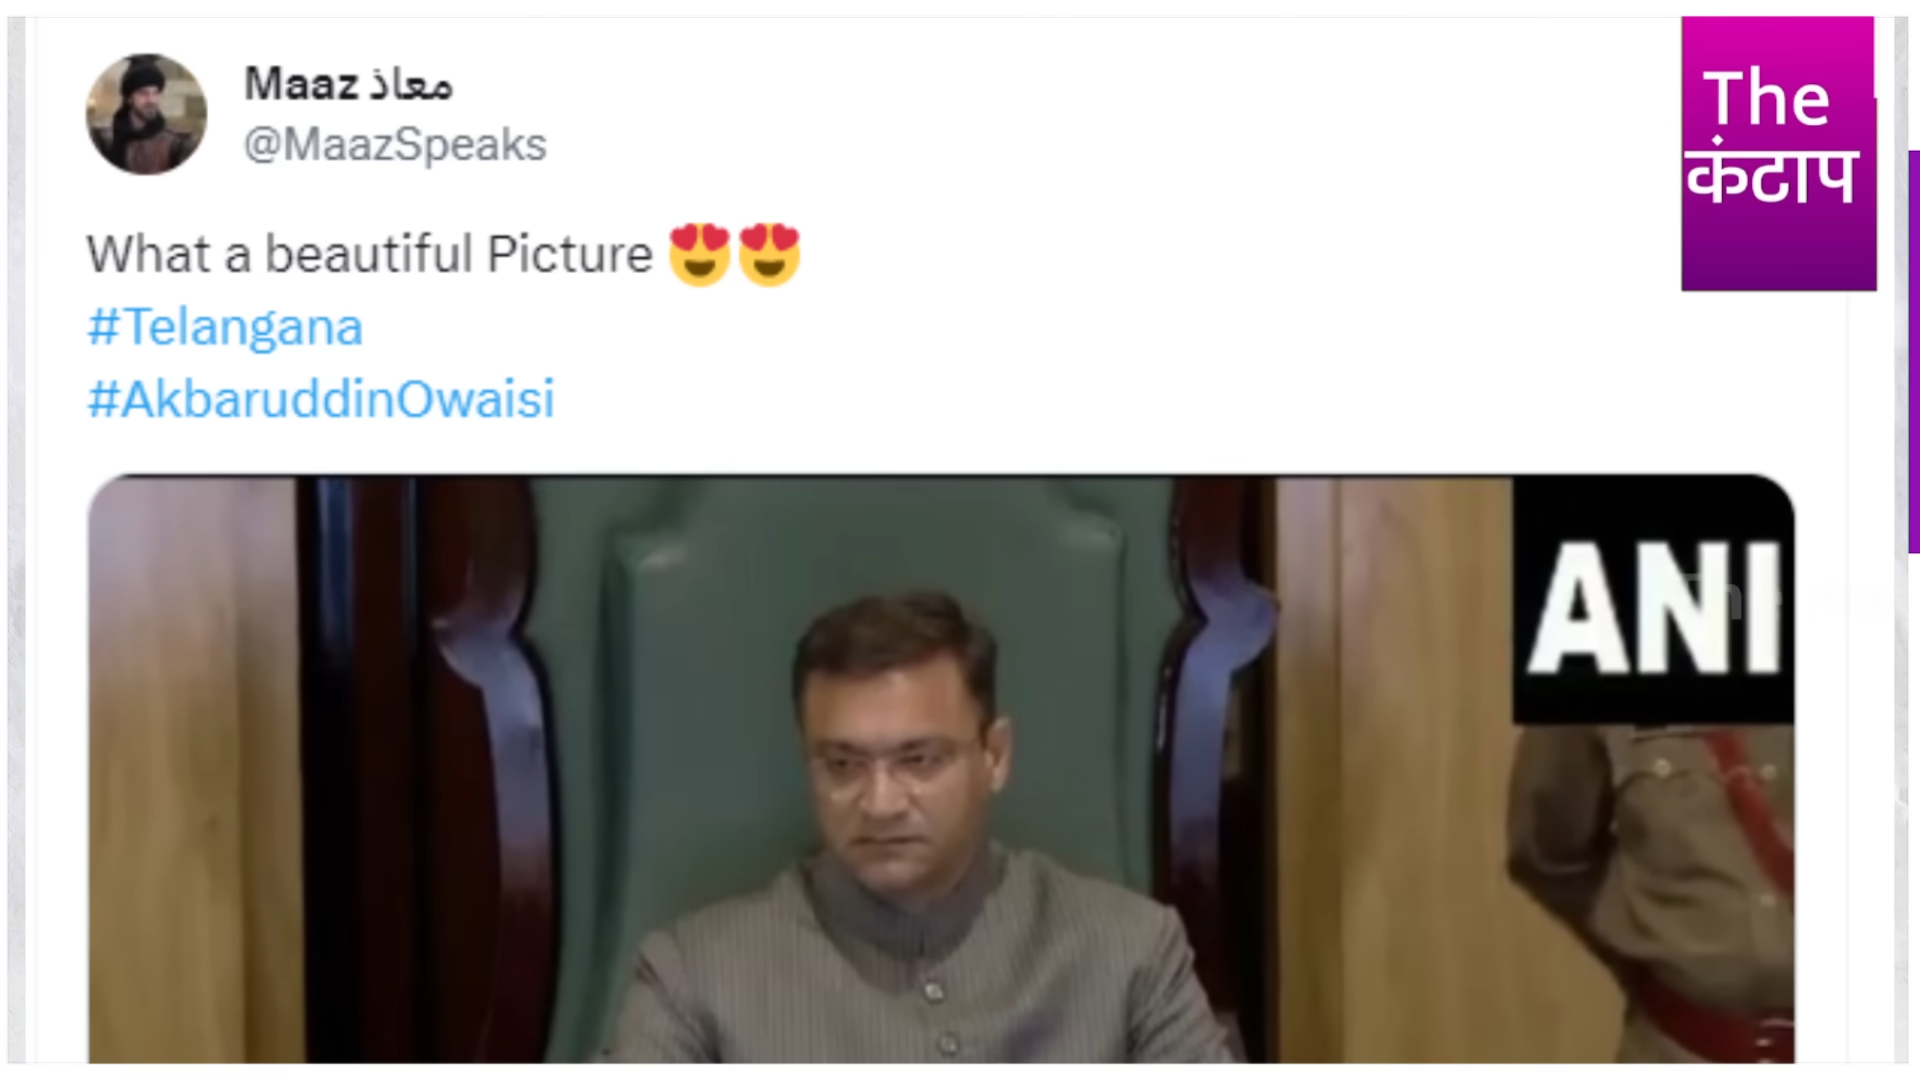 Maaz معاذ
@MaazSpeaks
The
कंटाप
What a beautiful Picture 😍😍
#Telangana
#AkbaruddinOwaisi
ANI